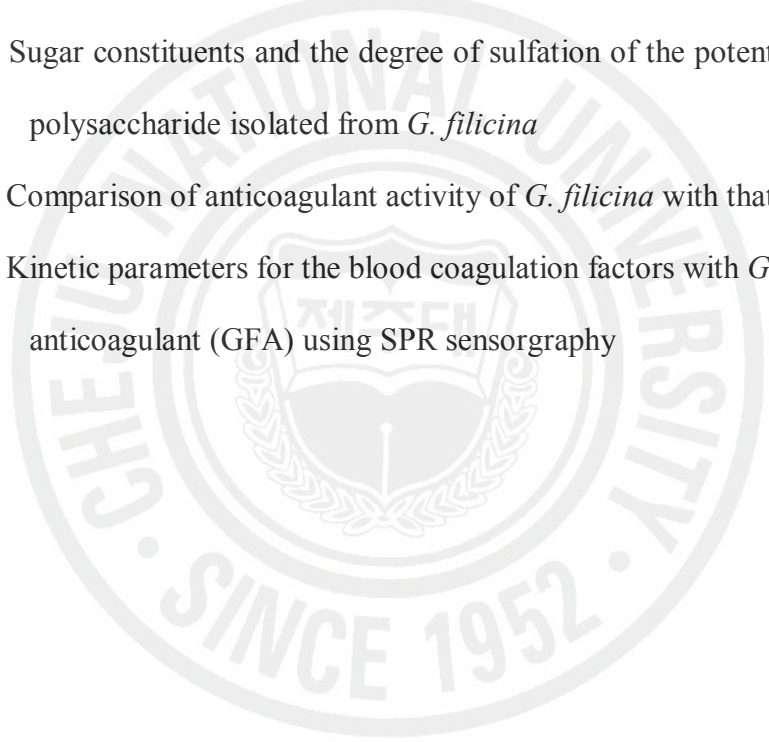 Sugar constituents and the degree of sulfation of the potent
polysaccharide isolated from G. filicina
Comparison of anticoagulant activity of G. filicina with that
Kinetic parameters for the blood coagulation factors with G
anticoagulant (GFA) using SPR sensorgraphy
CHEJU NATIONAL UNIVERSITY
제주대
· SINCE 1952 ·